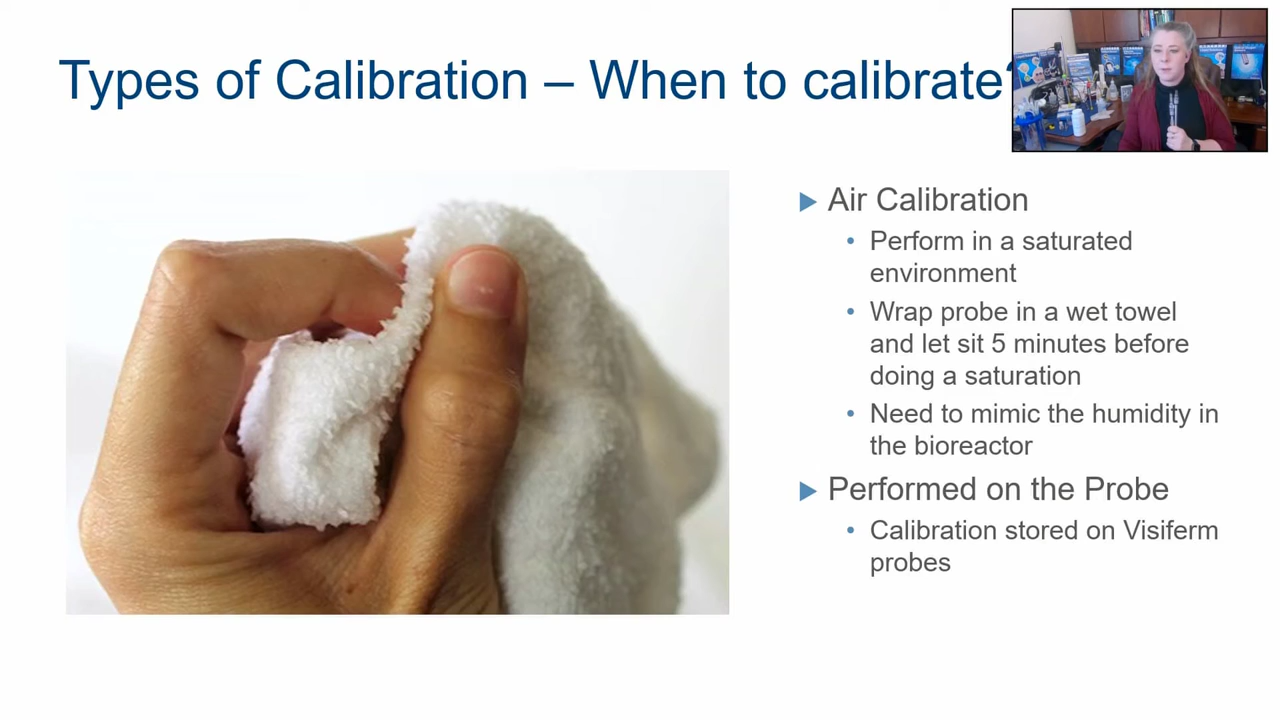 Types of Calibration – When to calibrate?
Air Calibration
Perform in a saturated
environment
Wrap probe in a wet towel
and let sit 5 minutes before
doing a saturation
Need to mimic the humidity in
the bioreactor
Performed on the Probe
Calibration stored on Visiferm
probes